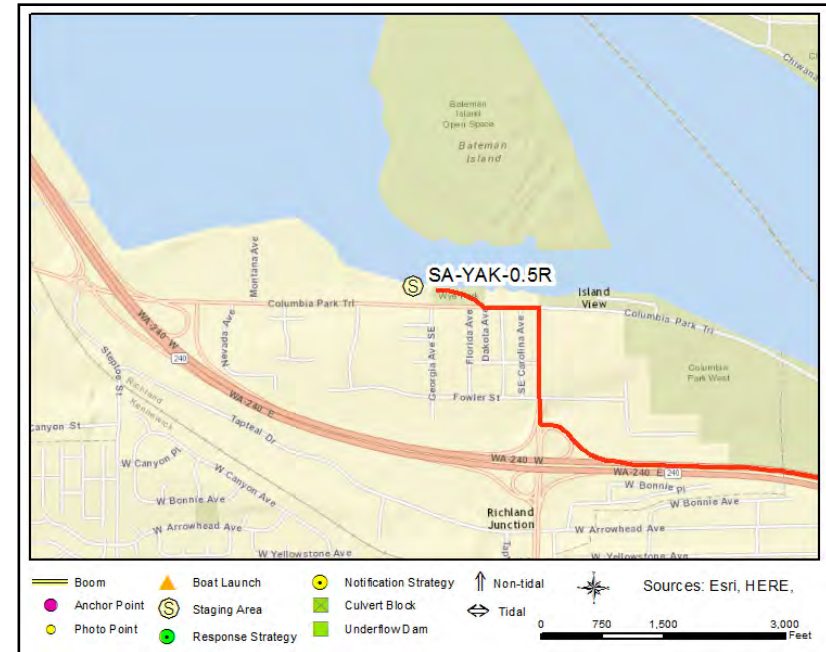 Chiwana
Bateman
Island
Open Space
Bateman
Island
SA-YAK-0.5R
S
Wye Park
Island
View
Montana Ave
Columbia Park Trl
Columbia Park Trl
WA-240 W
Nevada Ave
Georgia Ave SE
Florida Ave
Dakota Ave
SE Carolina Ave
Columbia
Park West
240
Steptoe St
Richland
Kennewick
WA-240 E
Fowler St
Tapteal Dr
Canyon St
W Canyon Pl
W Canyon Ave
WA-240 W
WA-240 E
240
W Bonnie Pl
W Bonnie Ave
W Bonnie Ave
Richland
Junction
W Arrowhead Ave
W Arrowhead Ave
W Yellowstone Ave
Tap
W Yellowstone Ave
Boom
Boat Launch
Notification Strategy
Non-tidal
Sources: Esri, HERE,
Anchor Point
S
Staging Area
Culvert Block
Tidal
Photo Point
Response Strategy
Underflow Dam
0 750 1,500 3,000
Feet